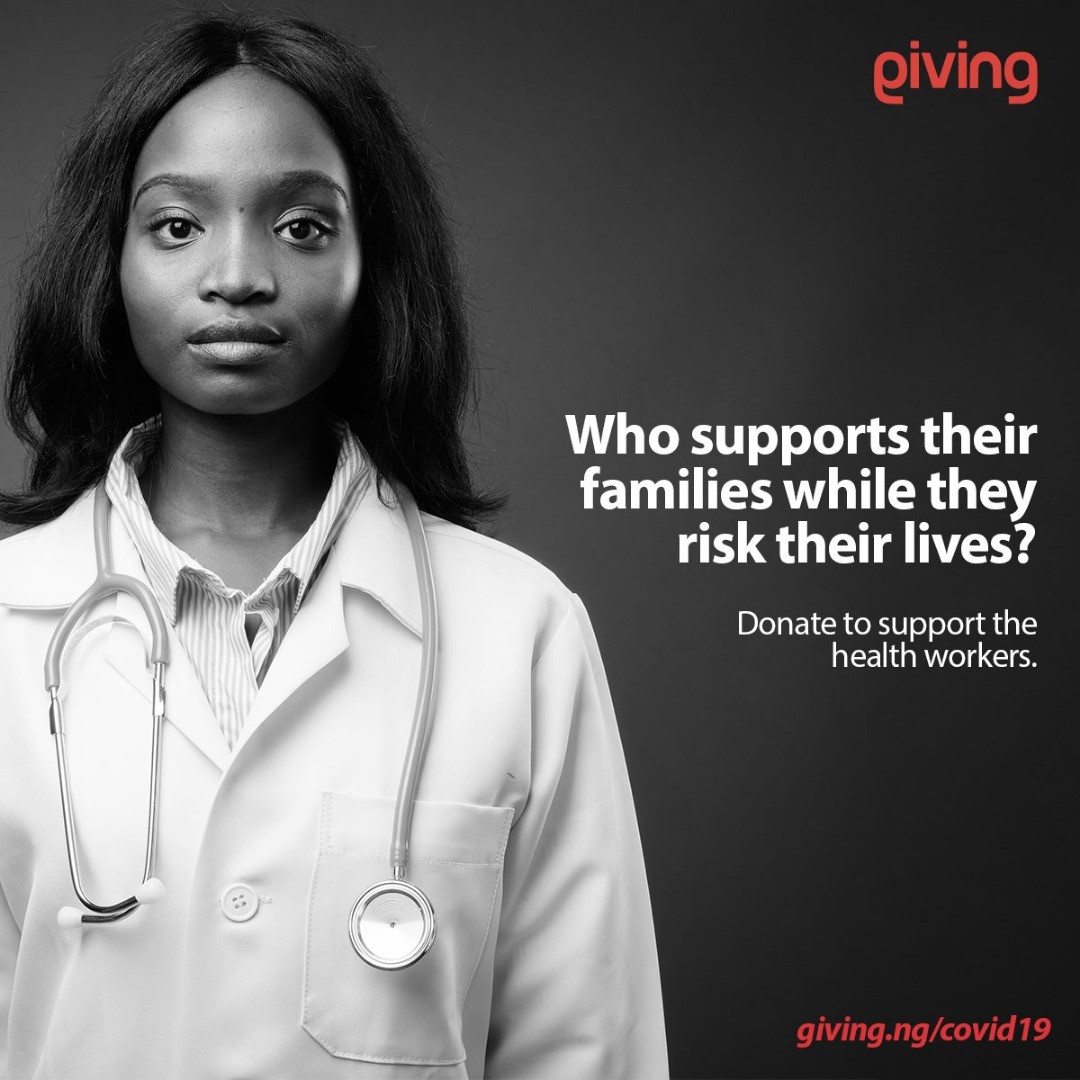 giving
Who supports their
families while they
risk their lives?
Donate to support the
health workers.
giving.ng/covid19